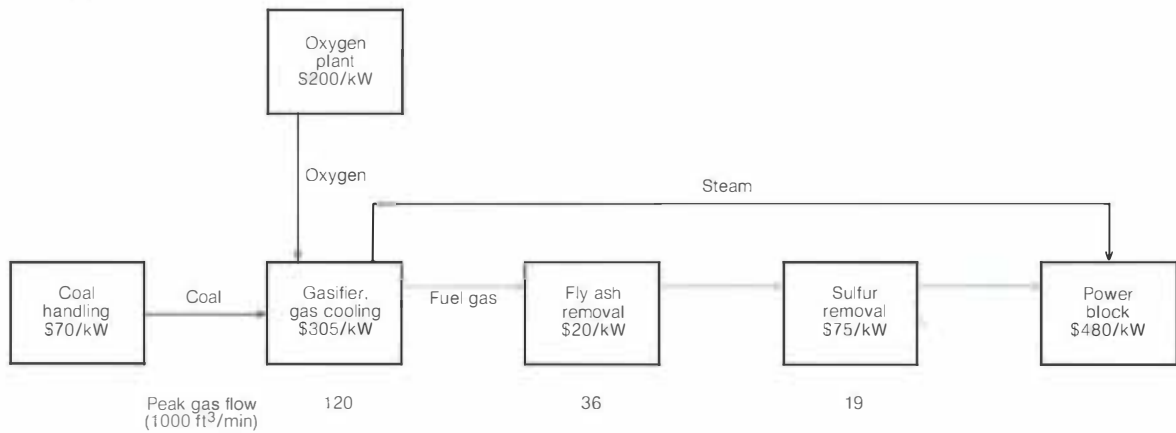 Oxygen
plant
$200/kW
Oxygen
Steam
Coal
handling
$70/kW
Coal
Gasifier,
gas cooling
$305/kW
Fuel gas
Fly ash
removal
$20/kW
Sulfur
removal
$75/kW
Power
block
$480/kW
Peak gas flow
(1000 ft³/min)
120
36
19